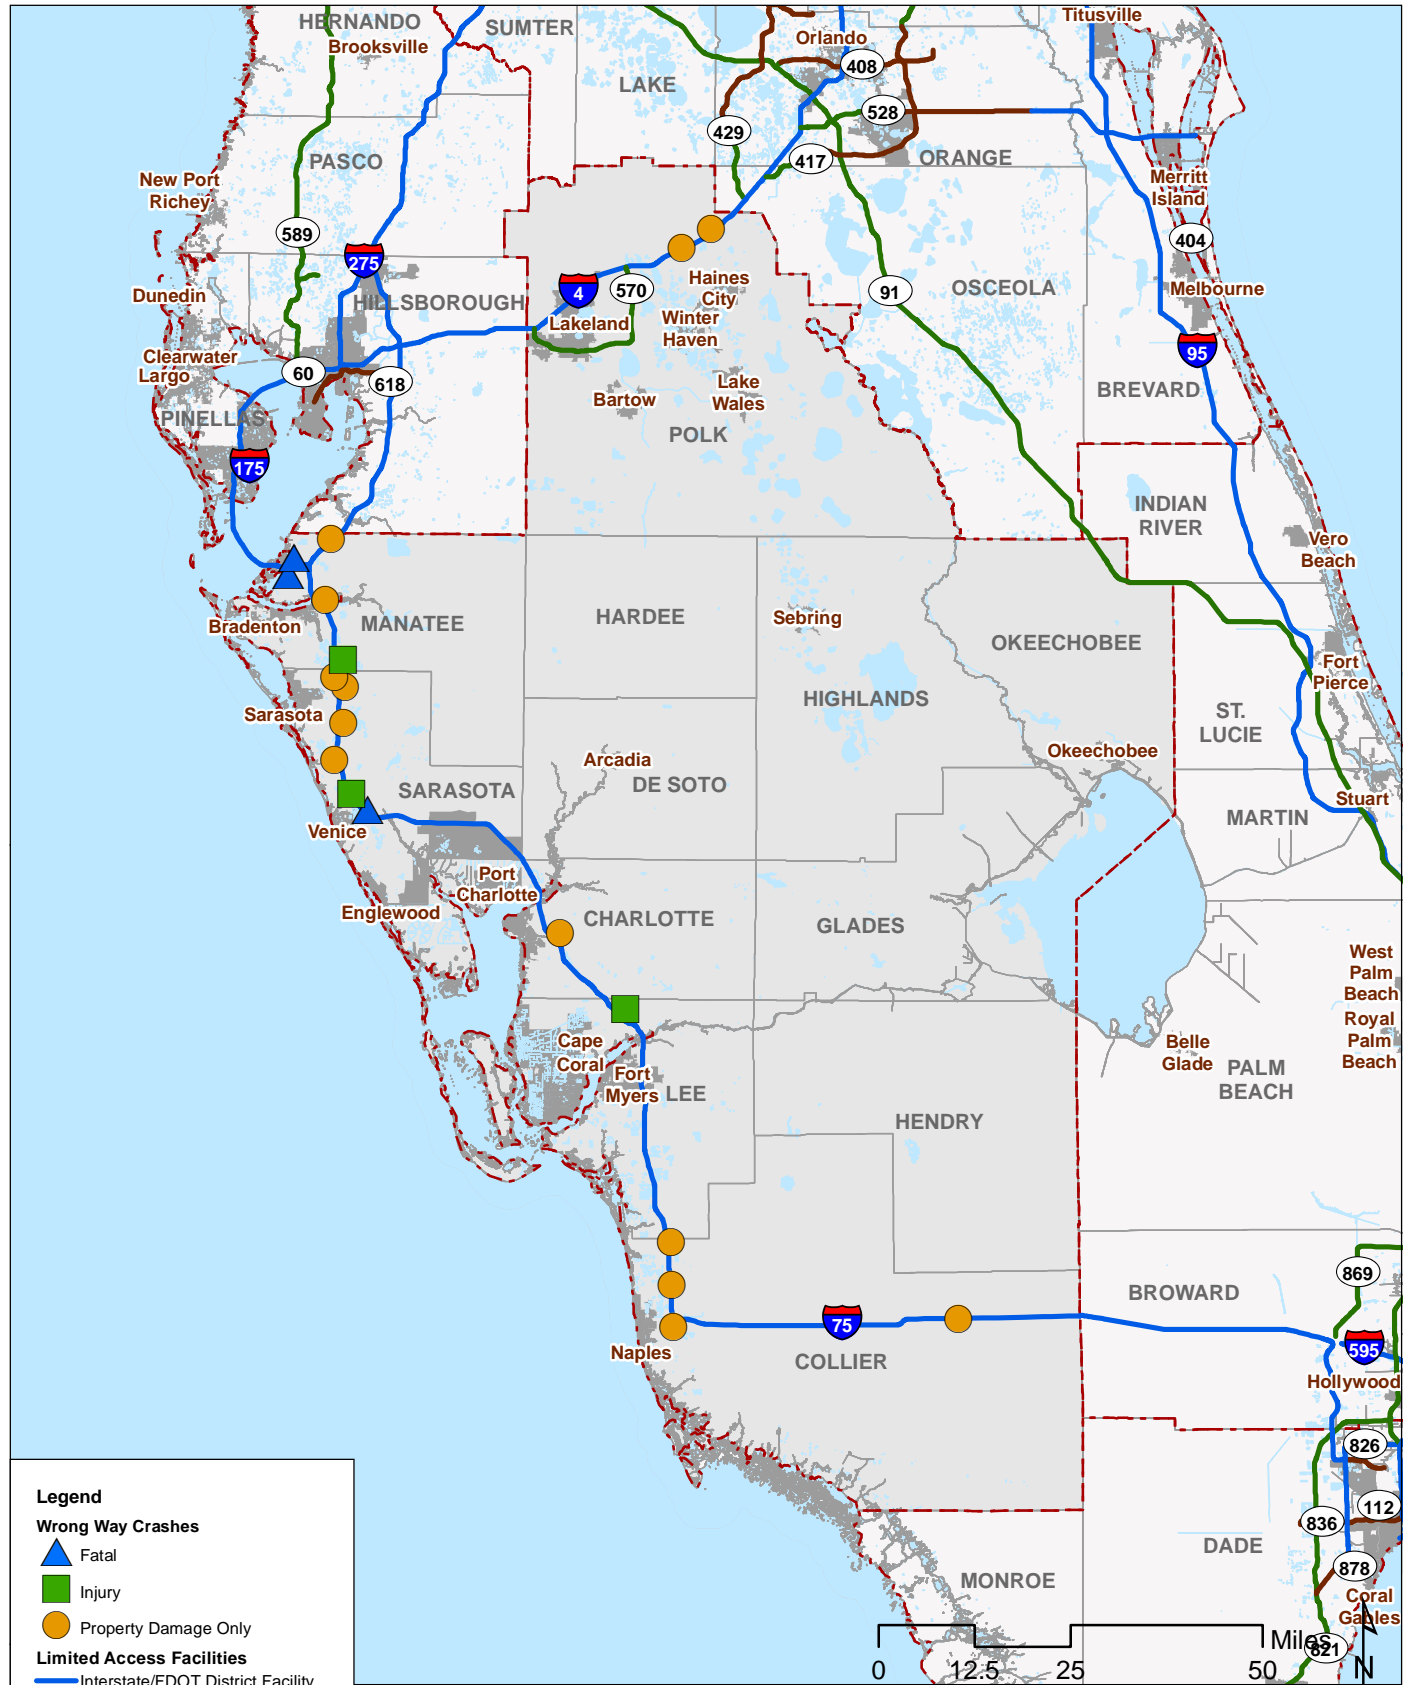 HERNANDO
Brooksville
SUMTER
Orlando
Titusville
LAKE
408
429
528
PASCO
417
ORANGE
New Port
Richey
Merritt
Island
589
404
275
Dunedin
HILLSBOROUGH
4
570
Haines
City
91
OSCEOLA
Melbourne
Lakeland
Winter
Haven
Clearwater
Largo
60
618
95
PINELLAS
Bartow
Lake
Wales
BREVARD
POLK
175
INDIAN
RIVER
Vero
Beach
Bradenton
MANATEE
HARDEE
Sebring
OKEECHOBEE
Fort
Pierce
HIGHLANDS
Sarasota
ST.
LUCIE
Okeechobee
Arcadia
DE SOTO
SARASOTA
Stuart
MARTIN
Venice
Port
Charlotte
Englewood
CHARLOTTE
GLADES
West
Palm
Beach
Royal
Palm
Beach
Cape
Coral
Fort
Myers
LEE
Belle
Glade
PALM
BEACH
HENDRY
869
BROWARD
75
595
Naples
COLLIER
Hollywood
826
112
836
DADE
878
MONROE
Coral
Gables
821
Miles
0 12.5 25 50
N
Legend
Wrong Way Crashes
Fatal
Injury
Property Damage Only
Limited Access Facilities
Interstate/FDOT District Facility